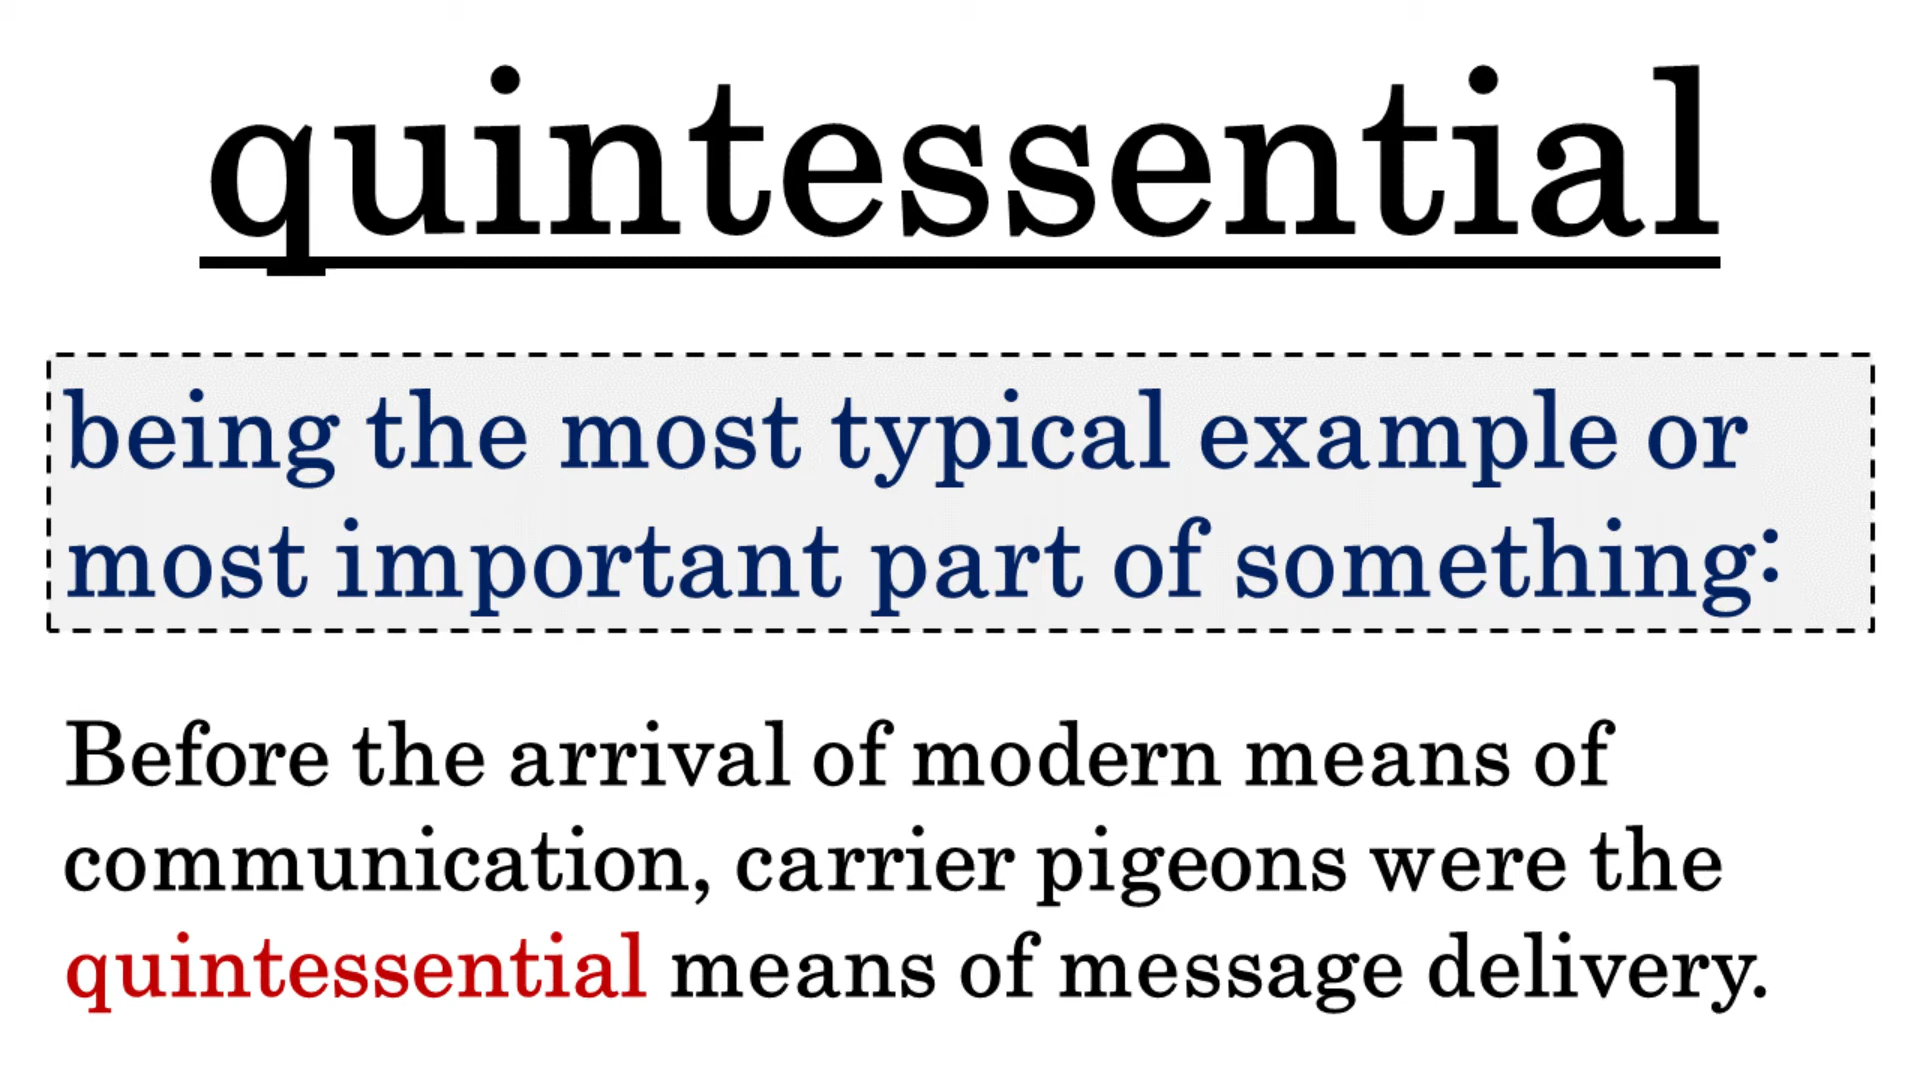 quintessential
being the most typical example or
most important part of something:
Before the arrival of modern means of
communication, carrier pigeons were the
quintessential means of message delivery.